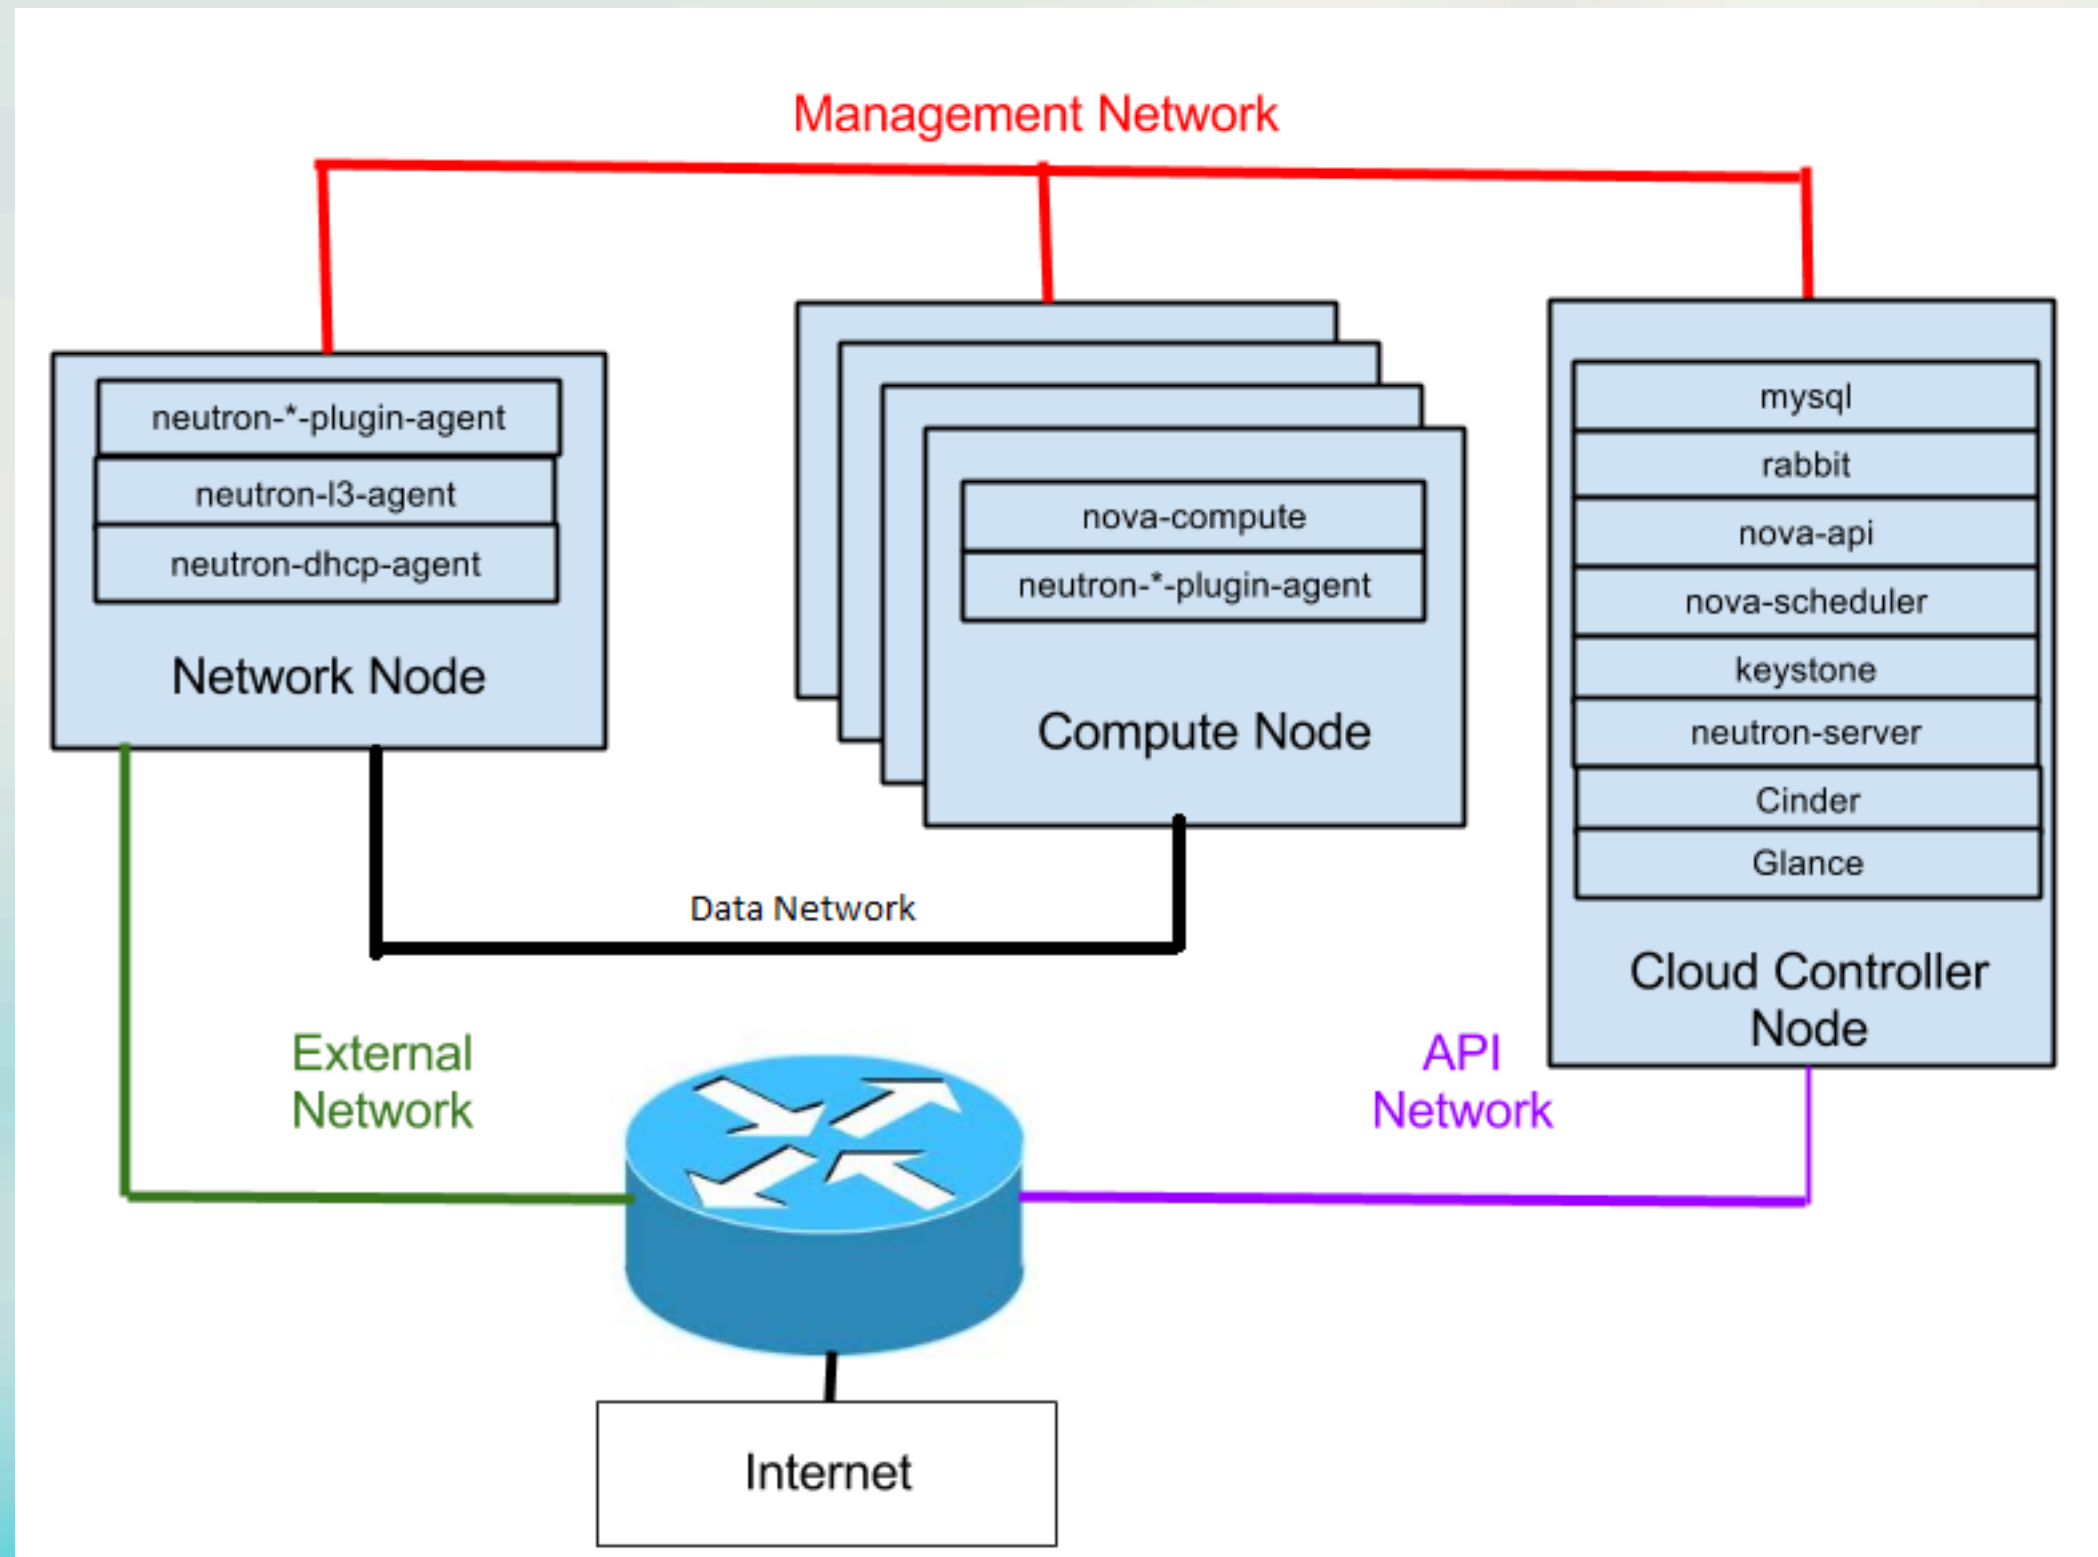 Management Network
neutron-*-plugin-agent
neutron-l3-agent
neutron-dhcp-agent
Network Node
nova-compute
neutron-*-plugin-agent
Compute Node
mysql
rabbit
nova-api
nova-scheduler
keystone
neutron-server
Cinder
Glance
Cloud Controller
Node
Data Network
External
Network
API
Network
Internet